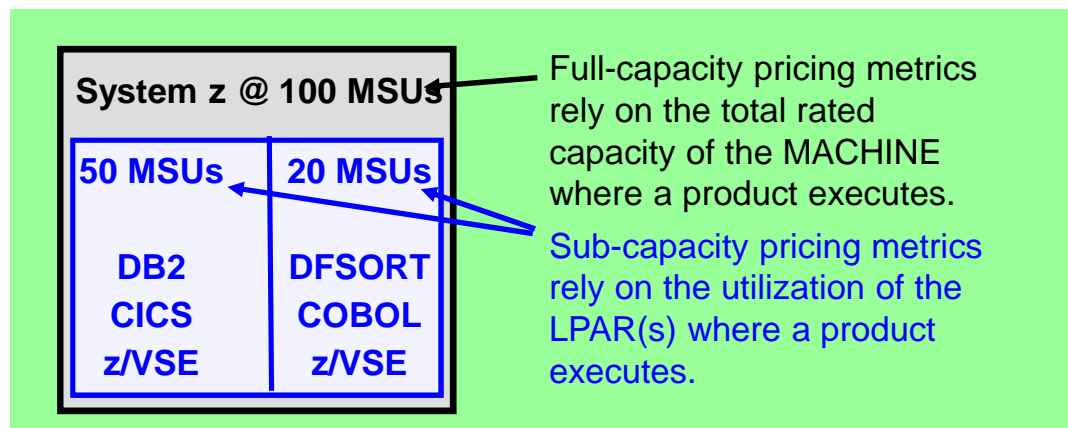 System z @ 100 MSUs
50 MSUs
20 MSUs
DB2
DFSORT
CICS
COBOL
z/VSE
z/VSE
Full-capacity pricing metrics
rely on the total rated
capacity of the MACHINE
where a product executes.
Sub-capacity pricing metrics
rely on the utilization of the
LPAR(s) where a product
executes.